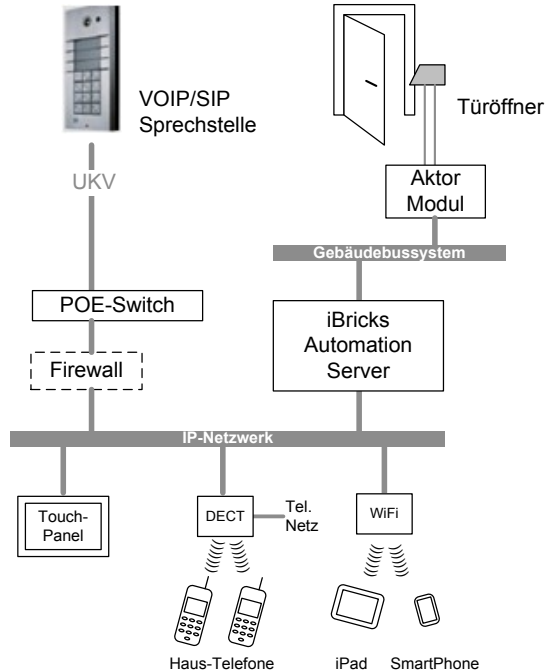 VOIP/SIP
Sprechstelle
Türöffner
UKV
Aktor
Modul
Gebäudebussystem
POE-Switch
iBricks
Automation
Server
Firewall
IP-Netzwerk
Touch-
Panel
DECT
Tel.
Netz
WiFi
Haus-Telefone
iPad
SmartPhone